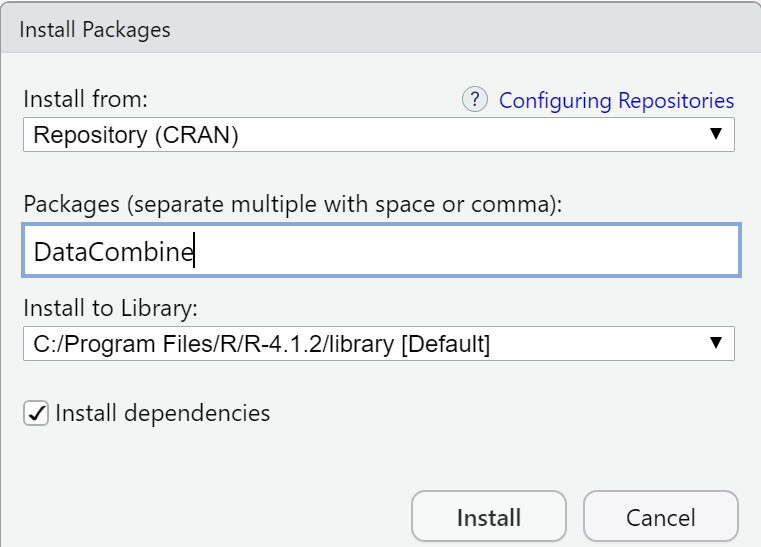 Install Packages
Install from:
? Configuring Repositories
Repository (CRAN)
Packages (separate multiple with space or comma):
DataCombine
Install to Library:
C:/Program Files/R/R-4.1.2/library [Default]
Install dependencies
Install
Cancel